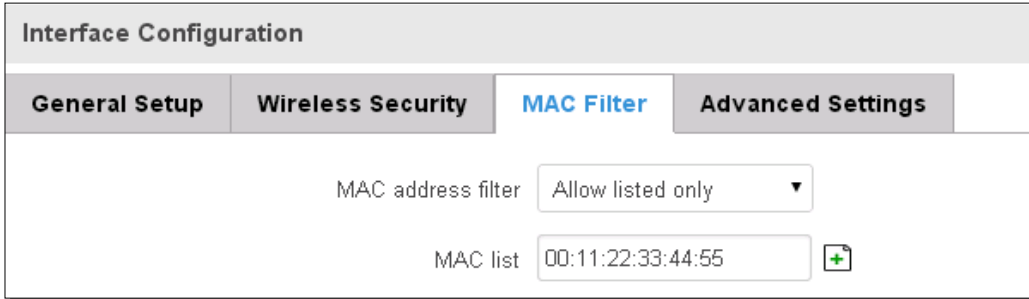 Interface Configuration
General Setup Wireless Security MAC Filter Advanced Settings
MAC address filter Allow listed only
MAC list 00:11:22:33:44:55